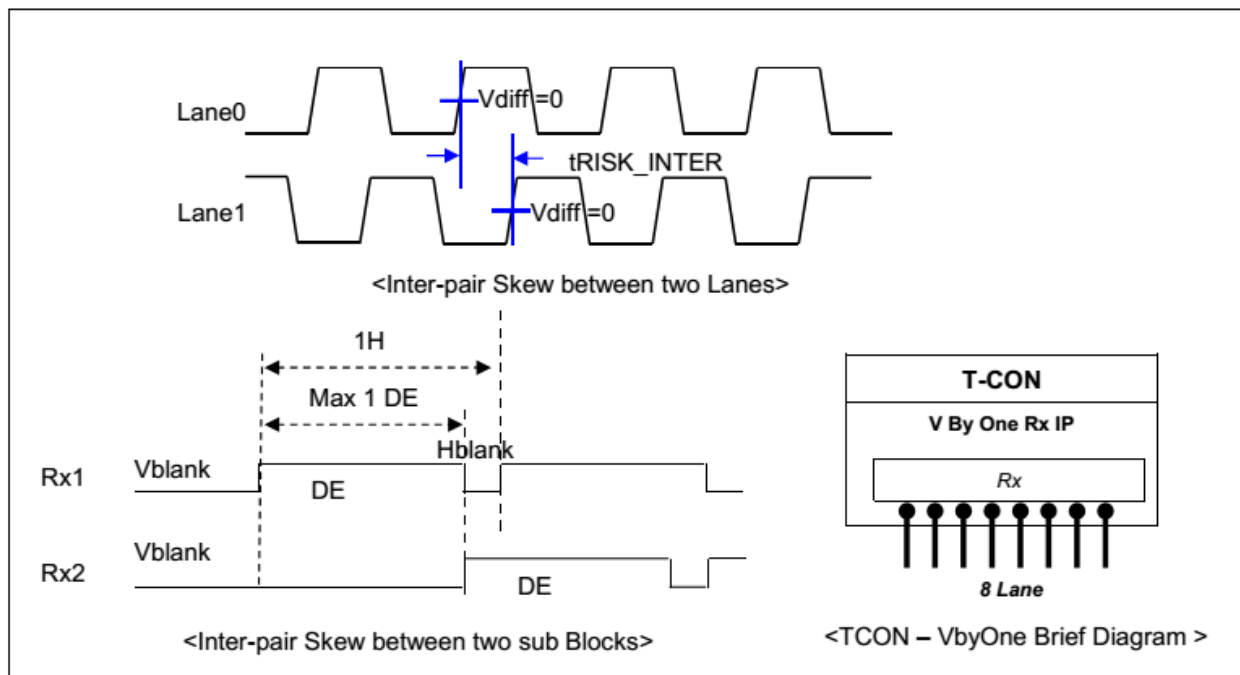 Lane0
Vdiff =0
tRISK_INTER
Lane1
Vdiff =0
<Inter-pair Skew between two Lanes>
1H
Max 1 DE
Hblank
Rx1
Vblank
DE
Rx2
Vblank
DE
<Inter-pair Skew between two sub Blocks>
T-CON
V By One Rx IP
Rx
8 Lane
<TCON – VbyOne Brief Diagram >